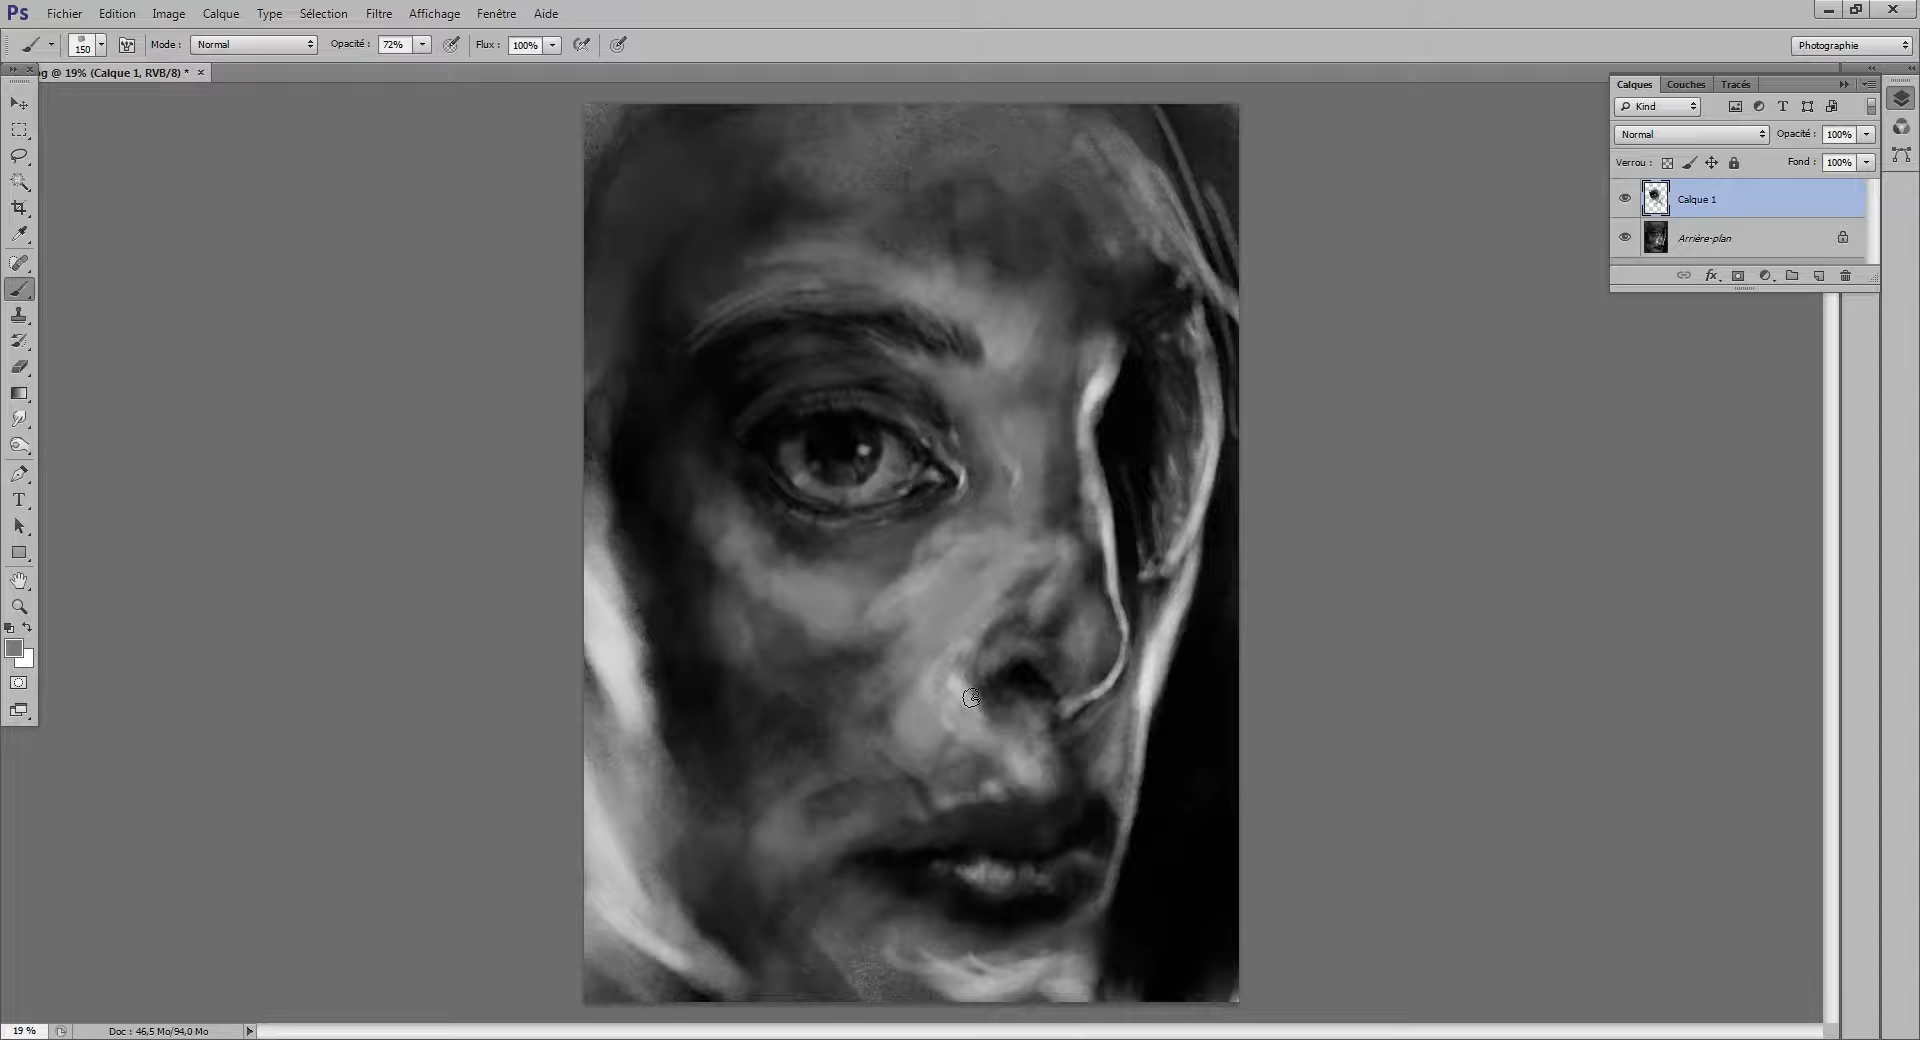 Ps Fichier Edition Image Calque Type Sélection Filtre Affichage Fenêtre Aide
150 Mode : Normal Opacité : 72% Flux : 100% Photographie
og @ 19% (Calque 1, RVB/8) * ×
Calques Couches Tracés
Kind
Normal Opacité : 100%
Verrou : Fond : 100%
Calque 1
Arrière-plan
fx
19 % Doc : 46,5 Mo/94,0 Mo